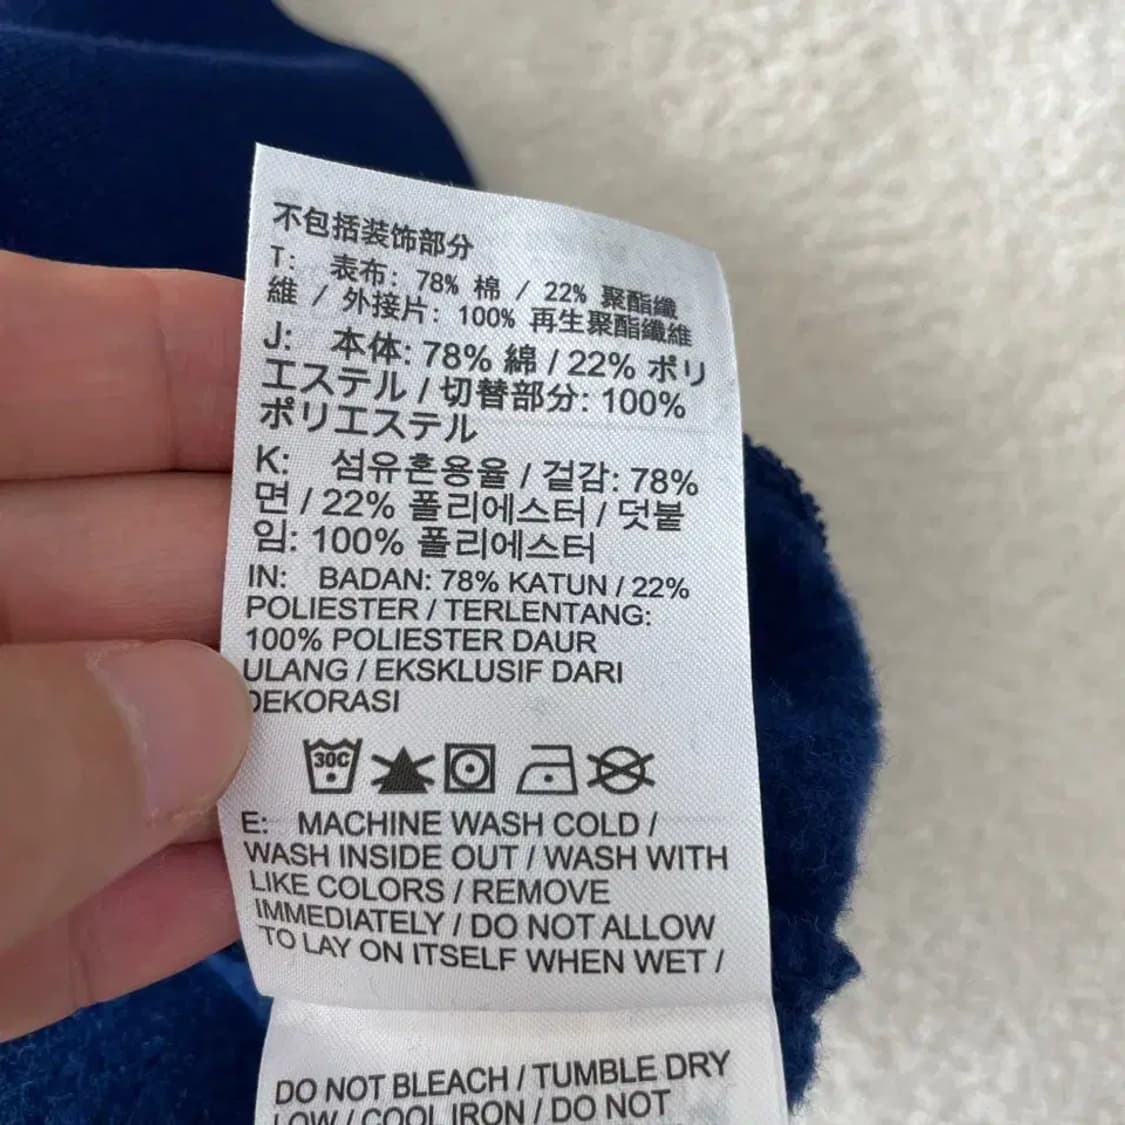 不包括装饰部分
T: 表布: 78% 棉 / 22% 聚酯纖
維 / 外接片: 100% 再生聚酯纖維
J: 本体: 78% 綿 / 22% ポリ
エステル / 切替部分: 100%
ポリエステル
K: 섬유혼용율 / 겉감: 78%
면 / 22% 폴리에스터 / 덧붙
임: 100% 폴리에스터
IN: BADAN: 78% KATUN / 22%
POLIESTER / TERLENTANG:
100% POLIESTER DAUR
ULANG / EKSKLUSIF DARI
DEKORASI
30C
E: MACHINE WASH COLD /
WASH INSIDE OUT / WASH WITH
LIKE COLORS / REMOVE
IMMEDIATELY / DO NOT ALLOW
TO LAY ON ITSELF WHEN WET /
DO NOT BLEACH / TUMBLE DRY
LOW / COOL IRON / DO NOT